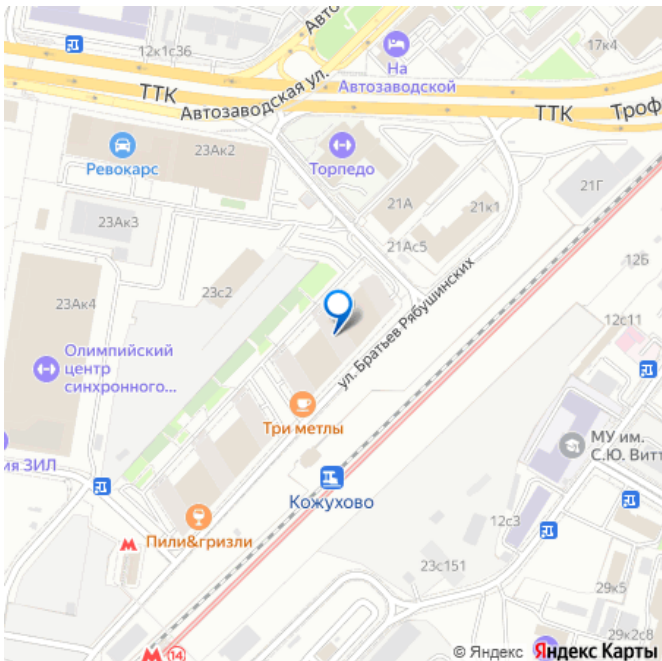 12к1с36
Авто
17к4
На
Автозаводской
ТТК
Автозаводская ул.
ТТК
Троф
23Ак2
Ревокарс
Торпедо
21Г
21А
21к1
23Ак3
21Ас5
12Б
23с2
23Ак4
12с11
ул. Братьев Рябушинских
Олимпийский
центр
синхронного...
Три метлы
МУ им.
С.Ю. Витт
ия ЗИЛ
Кожухово
12с3
Пили&гризли
23с151
29к5
29к2с8
14
© Яндекс Яндекс Карты